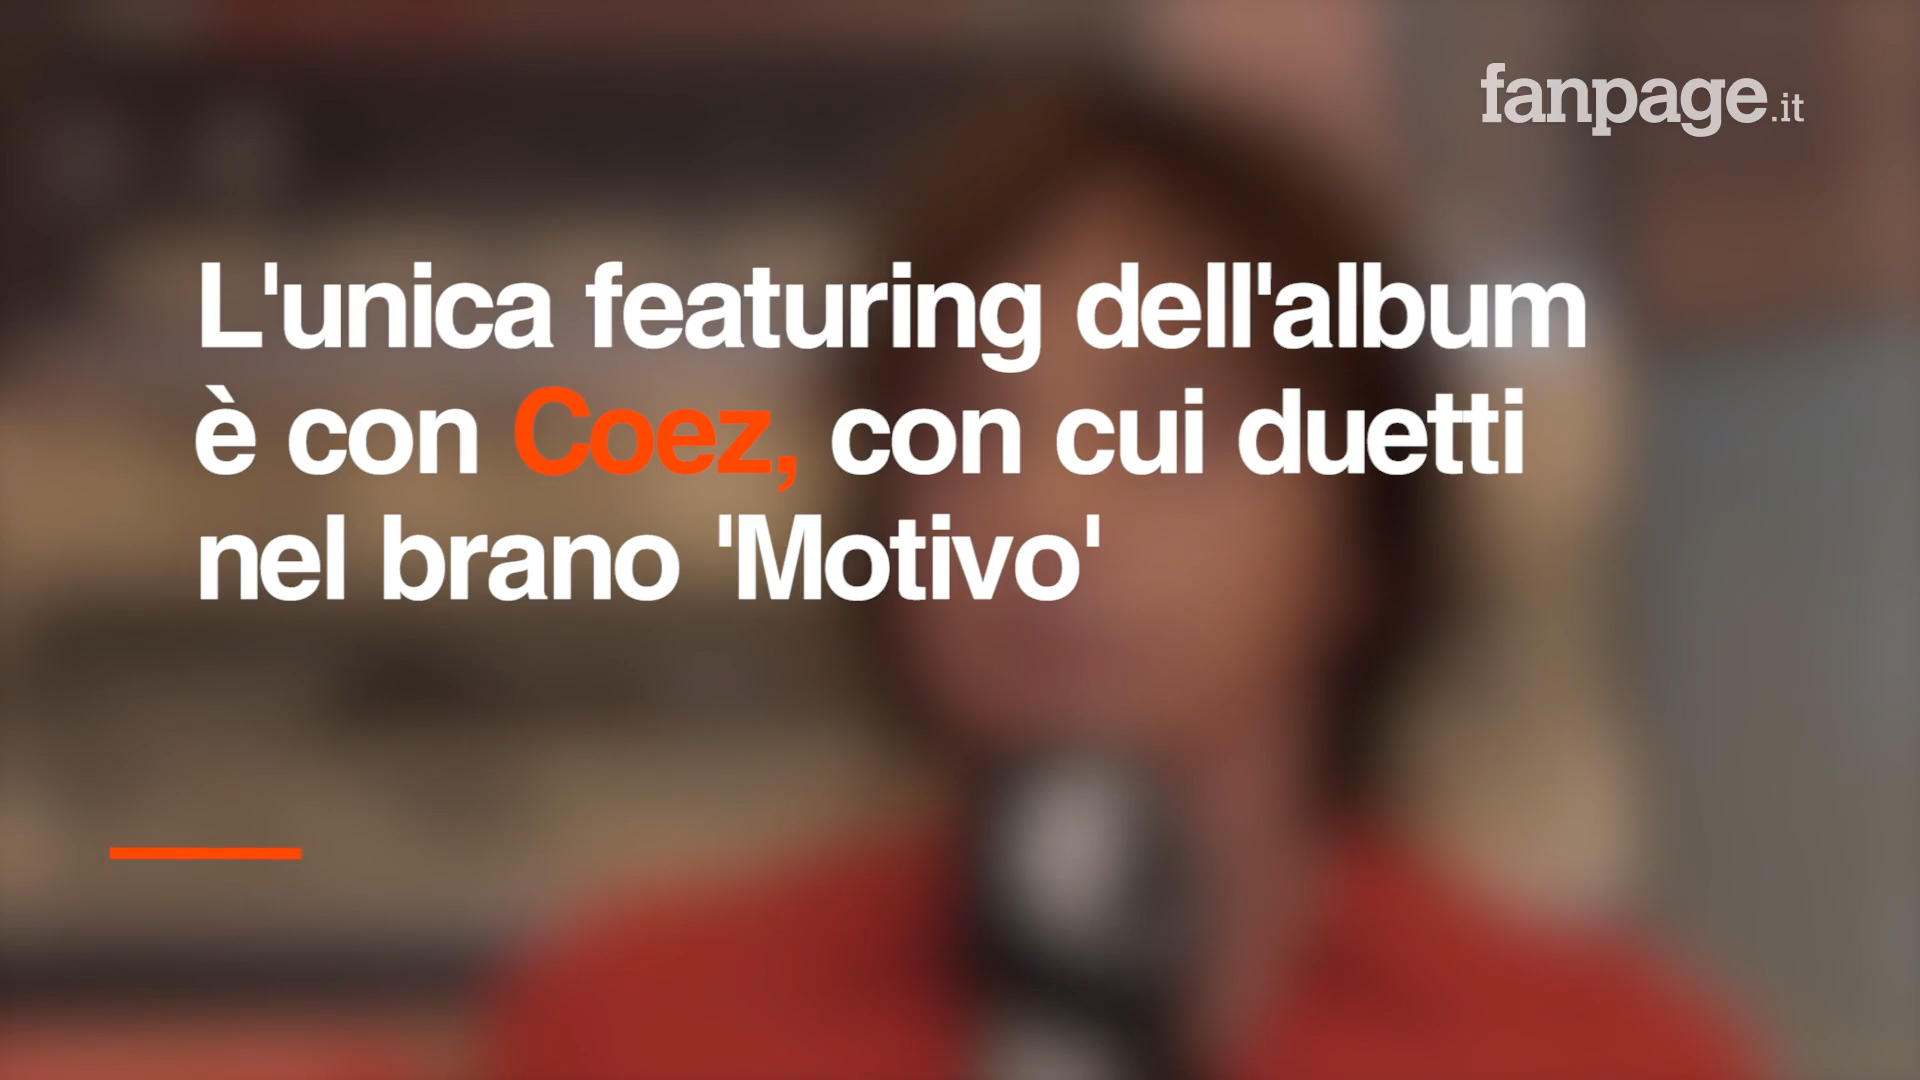 fanpage.it
L'unica featuring dell'album
è con Coez, con cui duetti
nel brano 'Motivo'